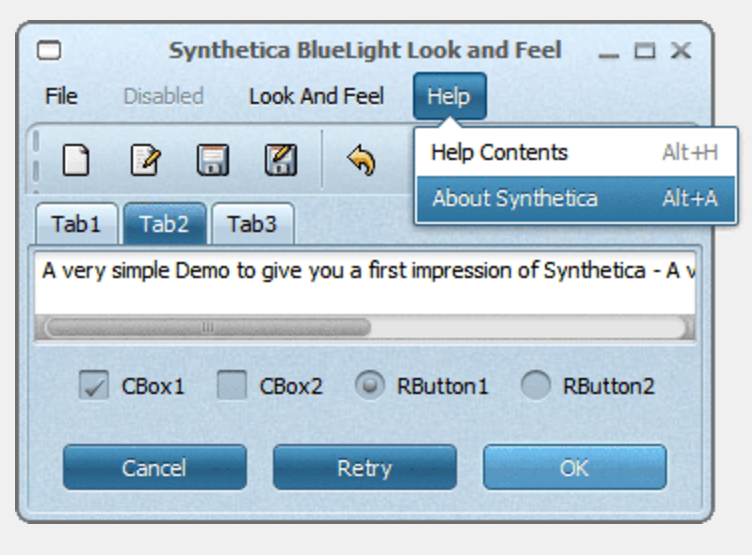 Synthetica BlueLight Look and Feel
File Disabled Look And Feel Help
Help Contents Alt+H
About Synthetica Alt+A
Tab1 Tab2 Tab3
A very simple Demo to give you a first impression of Synthetica - A v
CBox1 CBox2 RButton1 RButton2
Cancel Retry OK